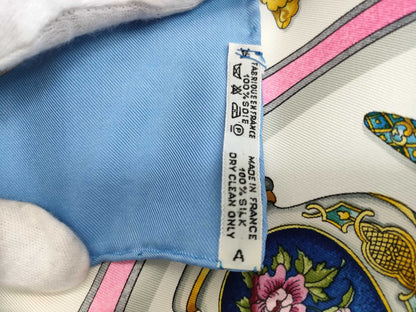 FABRIQUE EN FRANCE
100% SOIE
MADE IN FRANCE
100% SILK
DRY CLEAN ONLY
A